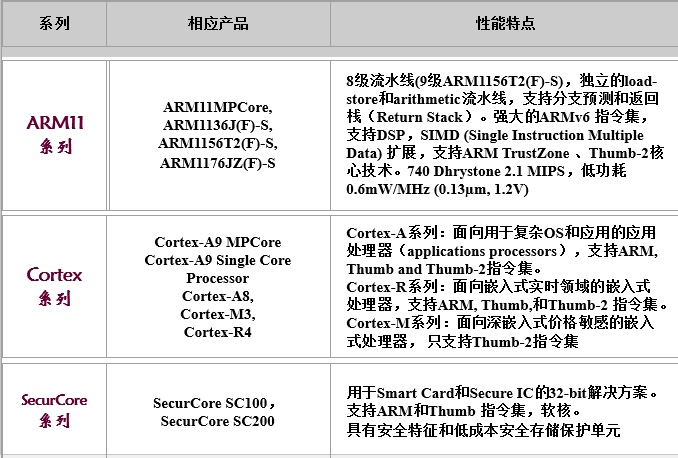 系列
相应产品
性能特点
ARM11
系列
ARM11MPCore,
ARM1136J(F)-S,
ARM1156T2(F)-S,
ARM1176JZ(F)-S
8级流水线(9级ARM1156T2(F)-S)，独立的load-
store和arithmetic流水线，支持分支预测和返回
栈（Return Stack）。强大的ARMv6 指令集，
支持DSP，SIMD (Single Instruction Multiple
Data) 扩展，支持ARM TrustZone 、Thumb-2核
心技术。740 Dhrystone 2.1 MIPS，低功耗
0.6mW/MHz (0.13μm, 1.2V)
Cortex
系列
Cortex-A9 MPCore
Cortex-A9 Single Core
Processor
Cortex-A8,
Cortex-M3,
Cortex-R4
Cortex-A系列：面向用于复杂OS和应用的应用
处理器（applications processors），支持ARM,
Thumb and Thumb-2指令集。
Cortex-R系列：面向嵌入式实时领域的嵌入式
处理器，支持ARM, Thumb,和Thumb-2 指令集。
Cortex-M系列：面向深嵌入式价格敏感的嵌入
式处理器， 只支持Thumb-2指令集
SecurCore
系列
SecurCore SC100，
SecurCore SC200
用于Smart Card和Secure IC的32-bit解决方案。
支持ARM和Thumb 指令集，软核。
具有安全特征和低成本安全存储保护单元